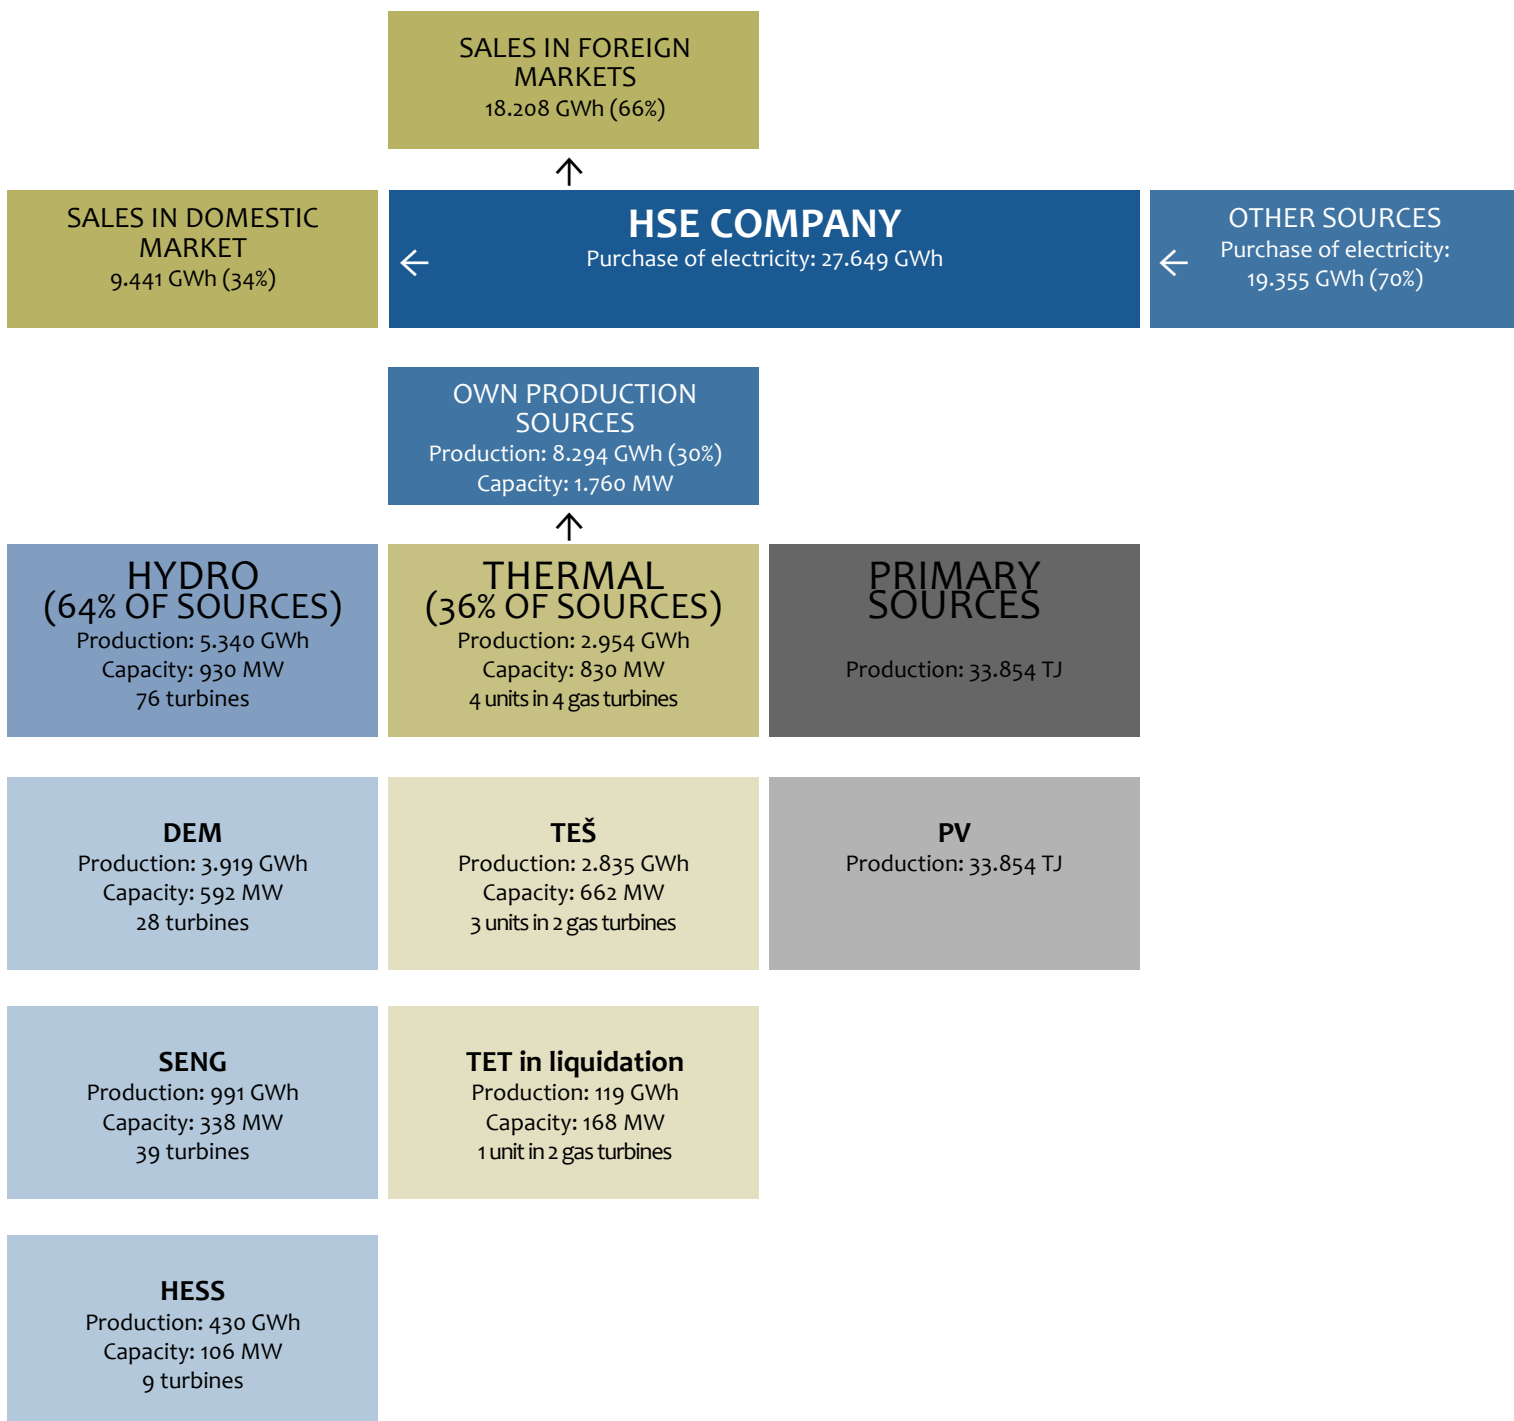 SALES IN FOREIGN
MARKETS
18.208 GWh (66%)
SALES IN DOMESTIC
MARKET
9.441 GWh (34%)
HSE COMPANY
Purchase of electricity: 27.649 GWh
OTHER SOURCES
Purchase of electricity:
19.355 GWh (70%)
OWN PRODUCTION
SOURCES
Production: 8.294 GWh (30%)
Capacity: 1.760 MW
HYDRO
(64% OF SOURCES)
Production: 5.340 GWh
Capacity: 930 MW
76 turbines
THERMAL
(36% OF SOURCES)
Production: 2.954 GWh
Capacity: 830 MW
4 units in 4 gas turbines
PRIMARY
SOURCES
Production: 33.854 TJ
DEM
Production: 3.919 GWh
Capacity: 592 MW
28 turbines
TEŠ
Production: 2.835 GWh
Capacity: 662 MW
3 units in 2 gas turbines
PV
Production: 33.854 TJ
SENG
Production: 991 GWh
Capacity: 338 MW
39 turbines
TET in liquidation
Production: 119 GWh
Capacity: 168 MW
1 unit in 2 gas turbines
HESS
Production: 430 GWh
Capacity: 106 MW
9 turbines